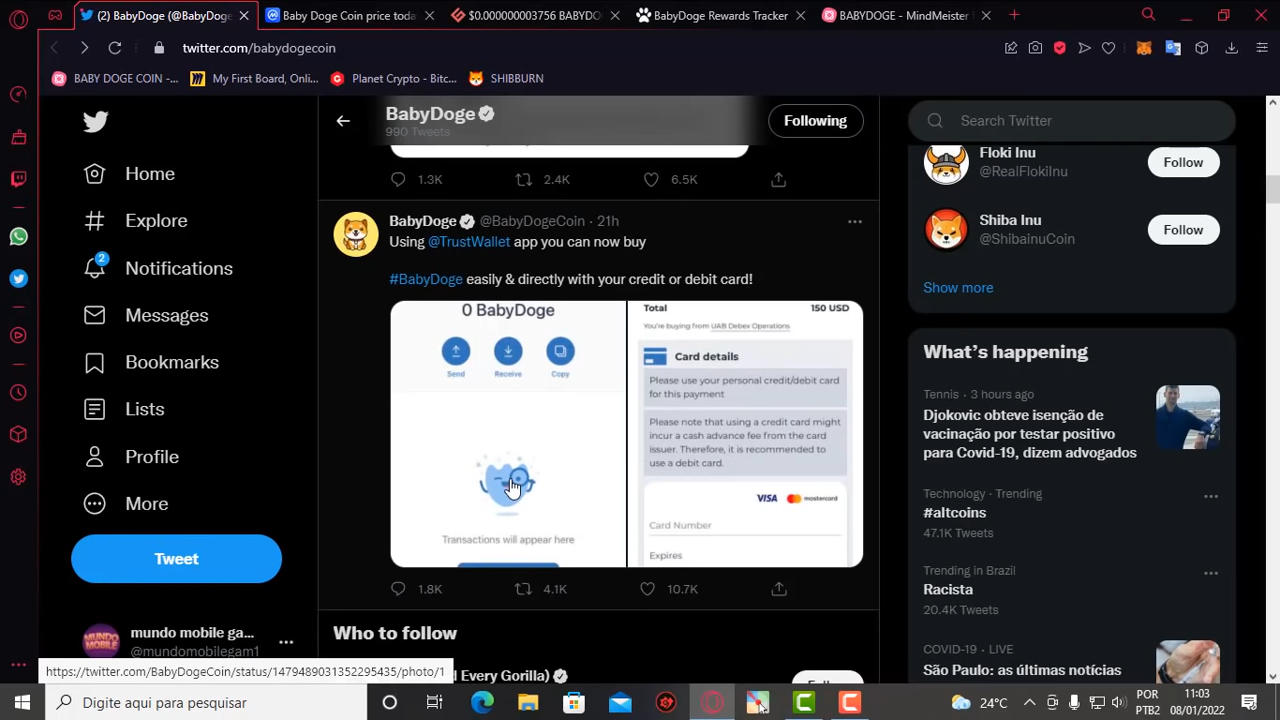 (2) BabyDoge (@BabyDoge
Baby Doge Coin price toda
$0.000000003756 BABYDO
BabyDoge Rewards Tracker
BABYDOGE - MindMeister
twitter.com/babydogecoin
BABY DOGE COIN -...
My First Board, Onli...
Planet Crypto - Bitc...
SHIBBURN
BabyDoge
990 Tweets
Following
Search Twitter
Home
Explore
2
Notifications
Messages
Bookmarks
Lists
Profile
More
Tweet
mundo mobile ga...
@mundomobilegam1
MUNDO
MOBILE
1.3K
2.4K
6.5K
BabyDoge @BabyDogeCoin · 21h
Using @TrustWallet app you can now buy
#BabyDoge easily & directly with your credit or debit card!
0 BabyDoge
Send
Receive
Copy
Transactions will appear here
Total
150 USD
You're buying from UAB Debex Operations
Card details
Please use your personal credit/debit card
for this payment
Please note that using a credit card might
incur a cash advance fee from the card
issuer. Therefore, it is recommended to
use a debit card.
VISA
mastercard
Card Number
Expires
1.8K
4.1K
10.7K
Who to follow
d Every Gorilla)
Floki Inu
@RealFlokiInu
Follow
Shiba Inu
@ShibainuCoin
Follow
Show more
What's happening
Tennis · 3 hours ago
Djokovic obteve isenção de
vacinação por testar positivo
para Covid-19, dizem advogados
Technology · Trending
#altcoins
47.1K Tweets
Trending in Brazil
Racista
20.4K Tweets
COVID-19 · LIVE
São Paulo: as últimas notícias
https://twitter.com/BabyDogeCoin/status/1479489031352295435/photo/1
Digite aqui para pesquisar
24°C
POR
PTB2
11:03
08/01/2022